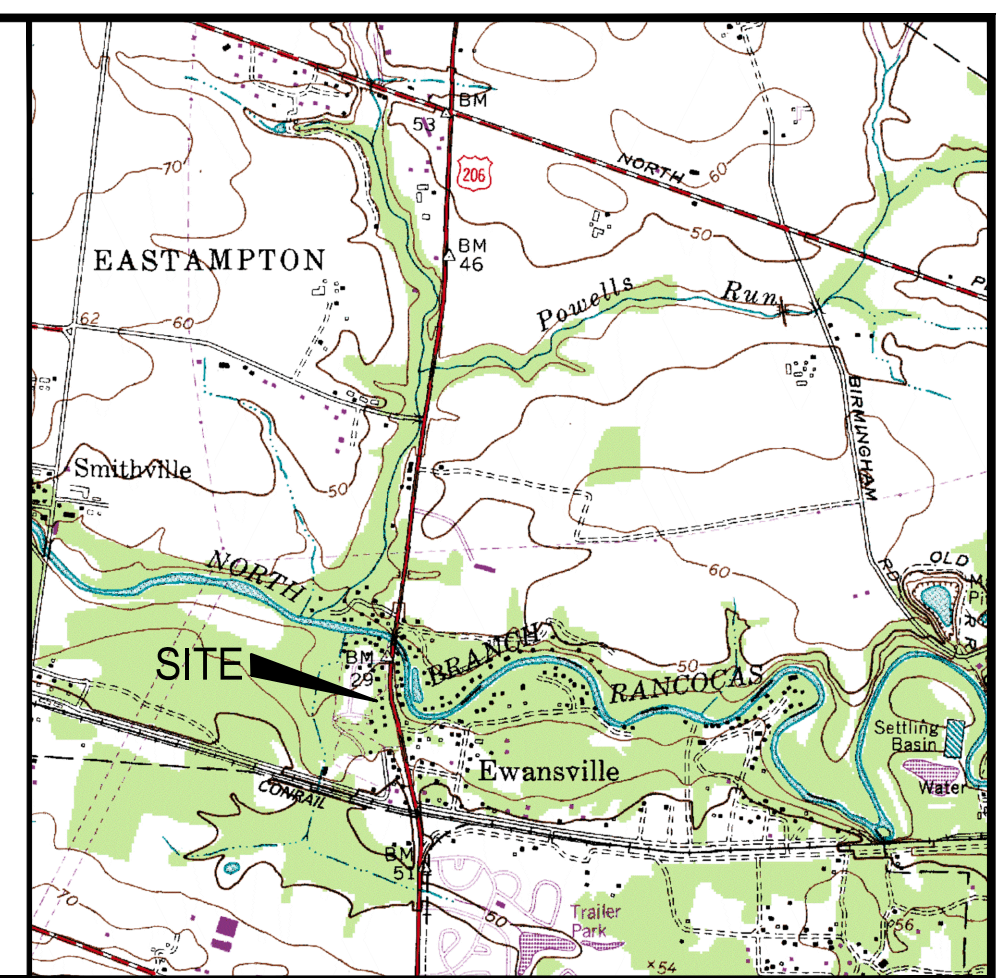 BM
53
206
NORTH
60
70
50
BM
46
EASTAMPTON
Powells Run
62
60
BIRMINGHAM
RD
Smithville
50
OLD
R R
NORTH
60
BM
29
SITE
BRANCH
50
RANCOCAS
Settling
Basin
Ewansville
Water
CONRAIL
BM
51
70
60
Trailer
Park
56
×54